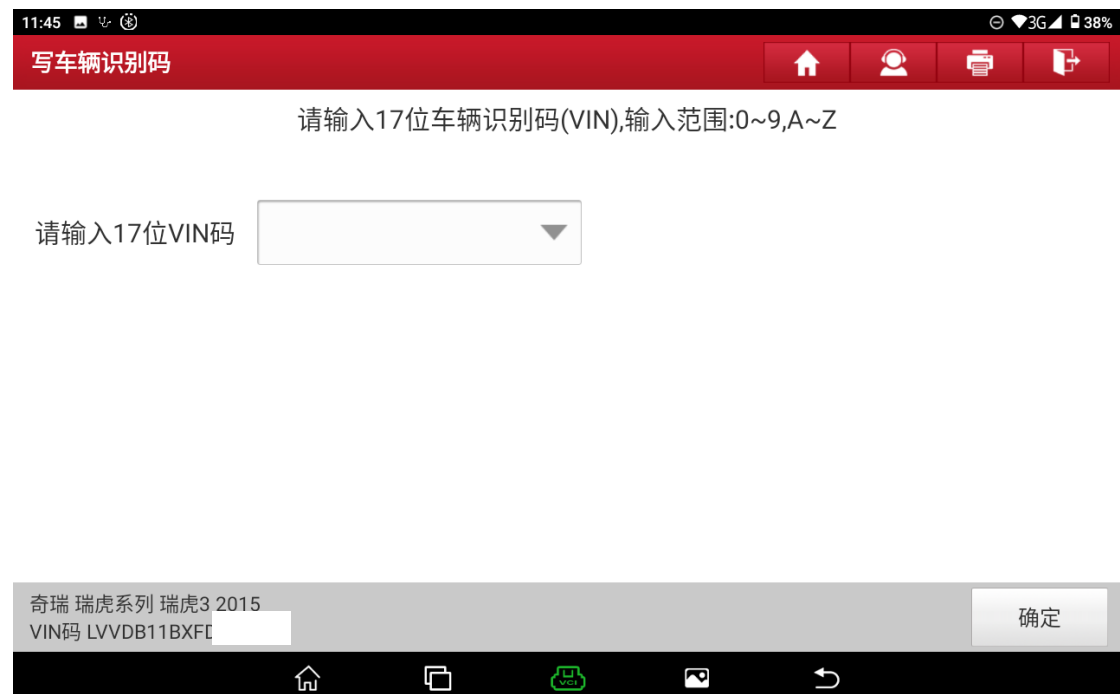 11:45 3G 38%
写车辆识别码
请输入17位车辆识别码(VIN),输入范围:0~9,A~Z
请输入17位VIN码
奇瑞 瑞虎系列 瑞虎3 2015
VIN码 LVVDB11BXFD
确定
VCI